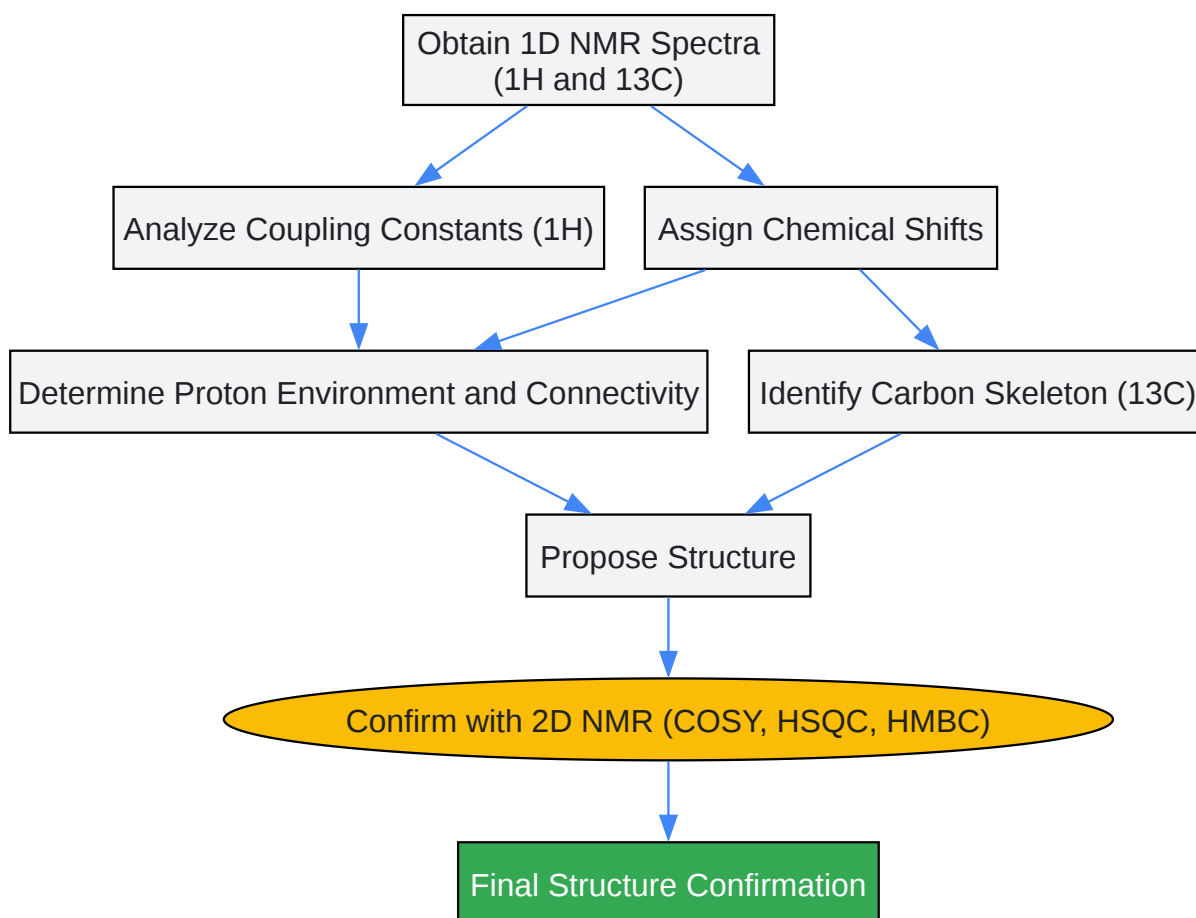 Obtain 1D NMR Spectra
(1H and 13C)
Analyze Coupling Constants (1H)
Assign Chemical Shifts
Determine Proton Environment and Connectivity
Identify Carbon Skeleton (13C)
Propose Structure
Confirm with 2D NMR (COSY, HSQC, HMBC)
Final Structure Confirmation